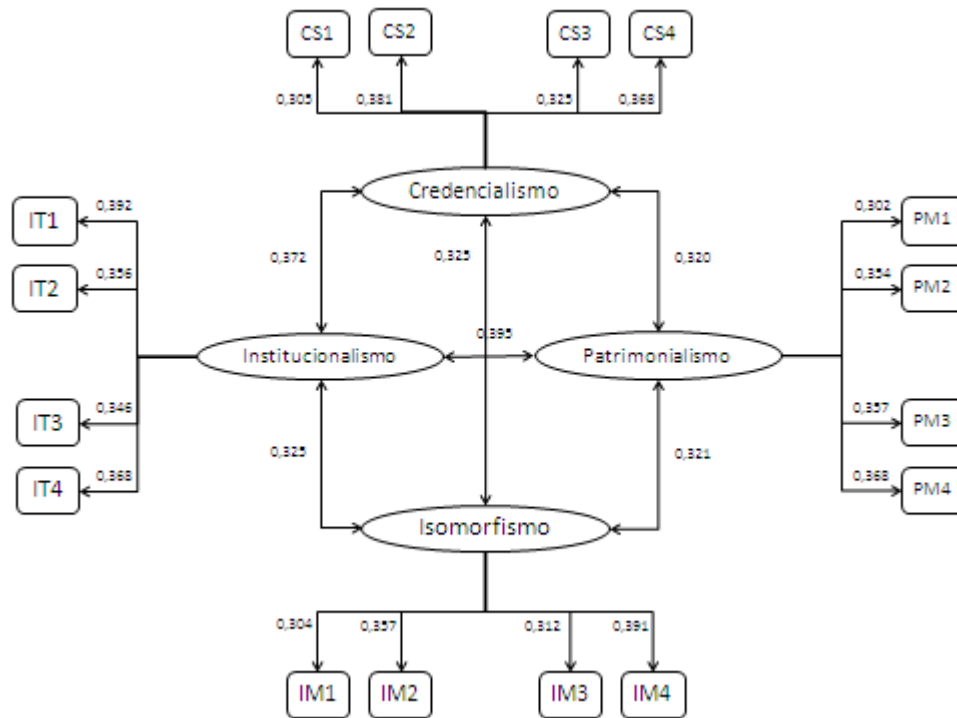 CS1 CS2 CS3 CS4
0,305 0,381 0,325 0,368
Credencialismo
IT1 0,392 0,302 PM1
0,372 0,325 0,320
IT2 0,356 0,354 PM2
0,395
Institucionalismo Patrimonialismo
IT3 0,346 0,357 PM3
0,325 0,321
IT4 0,368 0,368 PM4
Isomorfismo
0,304 0,357 0,312 0,391
IM1 IM2 IM3 IM4